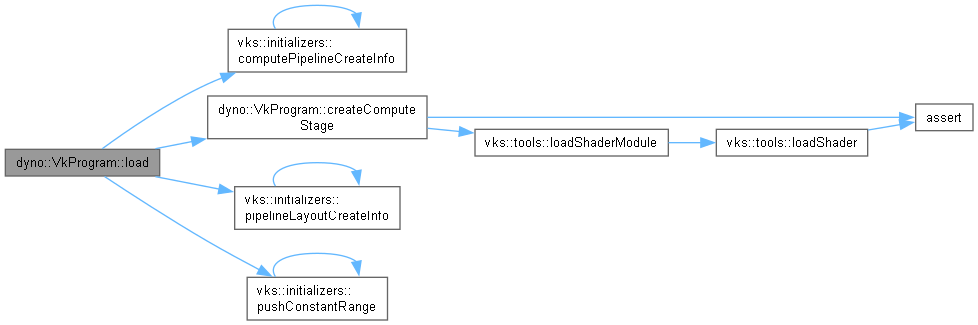 vks::initializers::
computePipelineCreateInfo
dyno::VkProgram::createCompute
Stage
assert
vks::tools::loadShaderModule
vks::tools::loadShader
dyno::VkProgram::load
vks::initializers::
pipelineLayoutCreateInfo
vks::initializers::
pushConstantRange